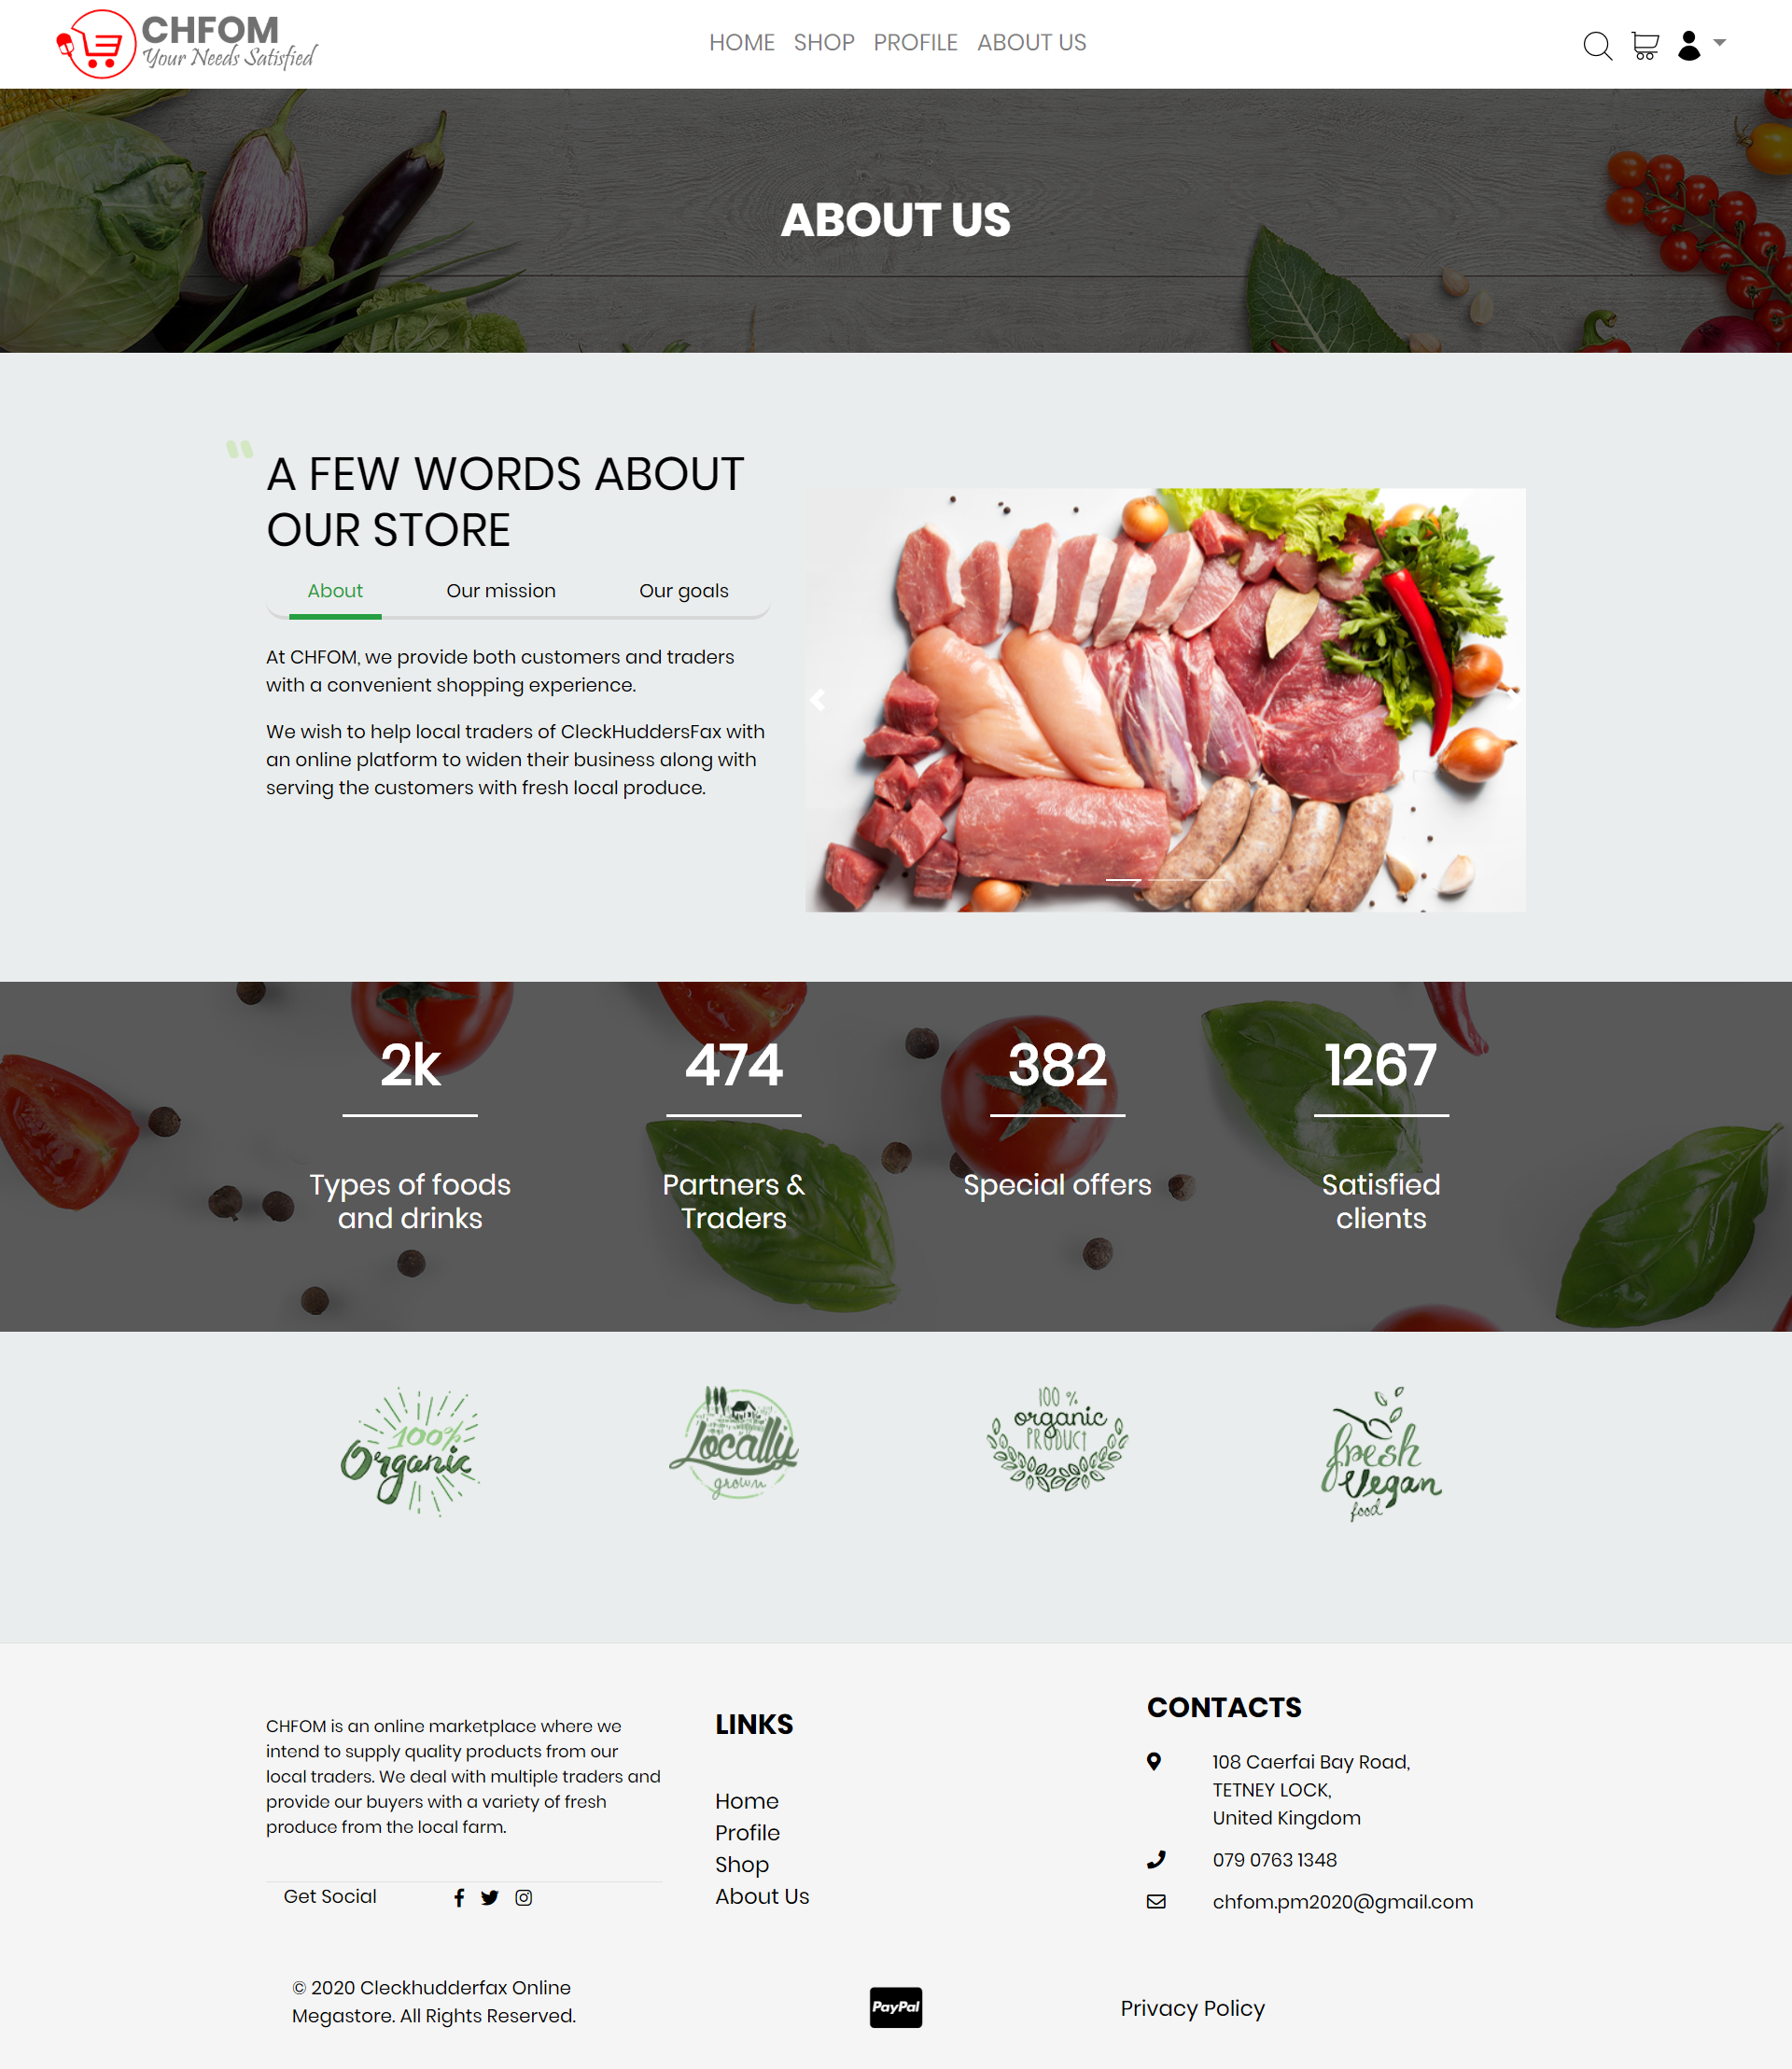 CHFOM
Your Needs Satisfied
HOME SHOP PROFILE ABOUT US
ABOUT US
A FEW WORDS ABOUT
OUR STORE
About Our mission Our goals
At CHFOM, we provide both customers and traders
with a convenient shopping experience.
We wish to help local traders of CleckHuddersFax with
an online platform to widen their business along with
serving the customers with fresh local produce.
2k
Types of foods
and drinks
474
Partners &
Traders
382
Special offers
1267
Satisfied
clients
100%
Organic
Locally
grown
100 %
organic
PRODUCT
fresh
Vegan
food
CHFOM is an online marketplace where we
intend to supply quality products from our
local traders. We deal with multiple traders and
provide our buyers with a variety of fresh
produce from the local farm.
Get Social
LINKS
Home
Profile
Shop
About Us
CONTACTS
108 Caerfai Bay Road,
TETNEY LOCK,
United Kingdom
079 0763 1348
chfom.pm2020@gmail.com
© 2020 Cleckhudderfax Online
Megastore. All Rights Reserved.
PayPal
Privacy Policy